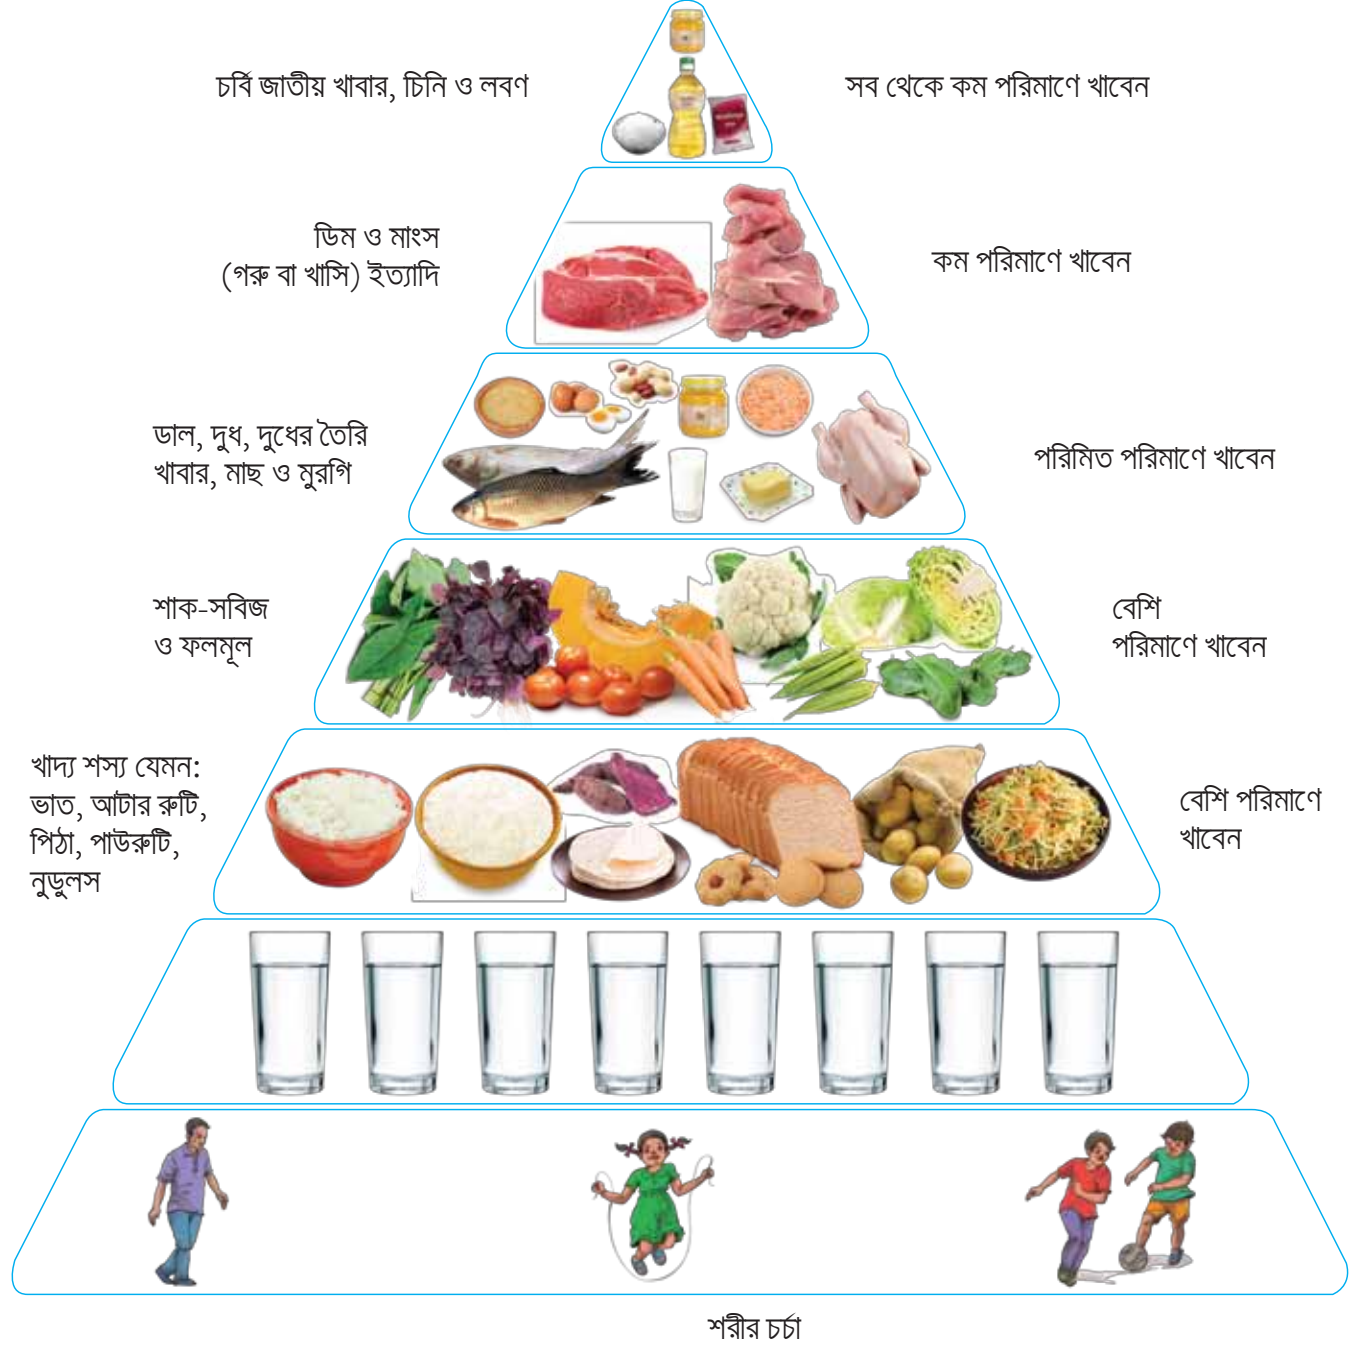 চর্বি জাতীয় খাবার, চিনি ও লবণ
সব থেকে কম পরিমাণে খাবেন
ডিম ও মাংস
(গরু বা খাসি) ইত্যাদি
কম পরিমাণে খাবেন
ডাল, দুধ, দুধের তৈরি
খাবার, মাছ ও মুরগি
পরিমিত পরিমাণে খাবেন
শাক-সবিজ
ও ফলমূল
বেশি
পরিমাণে খাবেন
খাদ্য শস্য যেমন:
ভাত, আটার রুটি,
পিঠা, পাউরুটি,
নুডুলস
বেশি পরিমাণে
খাবেন
শরীর চর্চা